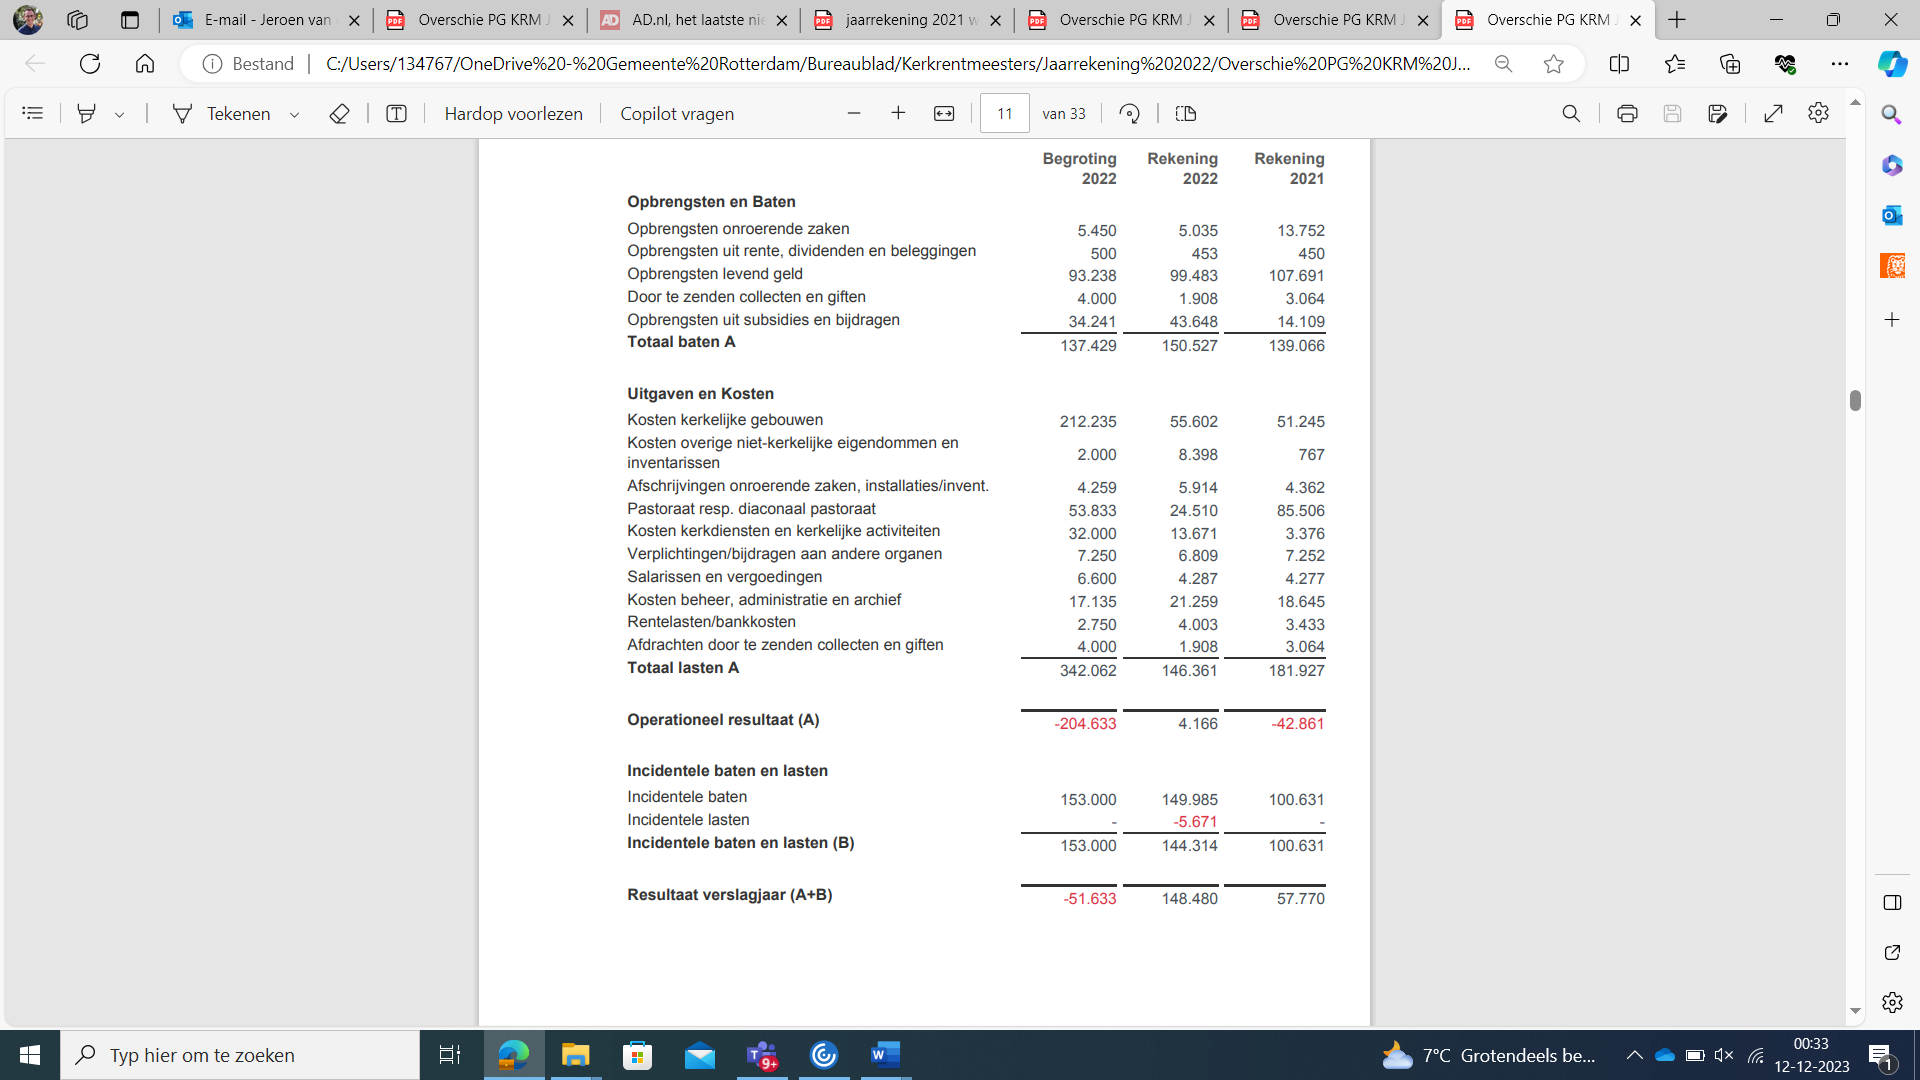 E-mail - Jeroen van
Overschie PG KRM J
AD.nl, het laatste nie
jaarrekening 2021 w
Overschie PG KRM J
Overschie PG KRM J
Overschie PG KRM J
Bestand C:/Users/134767/OneDrive%20-%20Gemeente%20Rotterdam/Bureaublad/Kerkrentmeesters/Jaarrekening%202022/Overschie%20PG%20KRM%20J...
Tekenen Hardop voorlezen Copilot vragen 11 van 33
Begroting Rekening Rekening
2022 2022 2021
Opbrengsten en Baten
Opbrengsten onroerende zaken 5.450 5.035 13.752
Opbrengsten uit rente, dividenden en beleggingen 500 453 450
Opbrengsten levend geld 93.238 99.483 107.691
Door te zenden collecten en giften 4.000 1.908 3.064
Opbrengsten uit subsidies en bijdragen 34.241 43.648 14.109
Totaal baten A 137.429 150.527 139.066
Uitgaven en Kosten
Kosten kerkelijke gebouwen 212.235 55.602 51.245
Kosten overige niet-kerkelijke eigendommen en
inventarissen 2.000 8.398 767
Afschrijvingen onroerende zaken, installaties/invent. 4.259 5.914 4.362
Pastoraat resp. diaconaal pastoraat 53.833 24.510 85.506
Kosten kerkdiensten en kerkelijke activiteiten 32.000 13.671 3.376
Verplichtingen/bijdragen aan andere organen 7.250 6.809 7.252
Salarissen en vergoedingen 6.600 4.287 4.277
Kosten beheer, administratie en archief 17.135 21.259 18.645
Rentelasten/bankkosten 2.750 4.003 3.433
Afdrachten door te zenden collecten en giften 4.000 1.908 3.064
Totaal lasten A 342.062 146.361 181.927
Operationeel resultaat (A) -204.633 4.166 -42.861
Incidentele baten en lasten
Incidentele baten 153.000 149.985 100.631
Incidentele lasten - -5.671 -
Incidentele baten en lasten (B) 153.000 144.314 100.631
Resultaat verslagjaar (A+B) -51.633 148.480 57.770
Typ hier om te zoeken
9+
7°C Grotendeels be...
00:33
12-12-2023
1